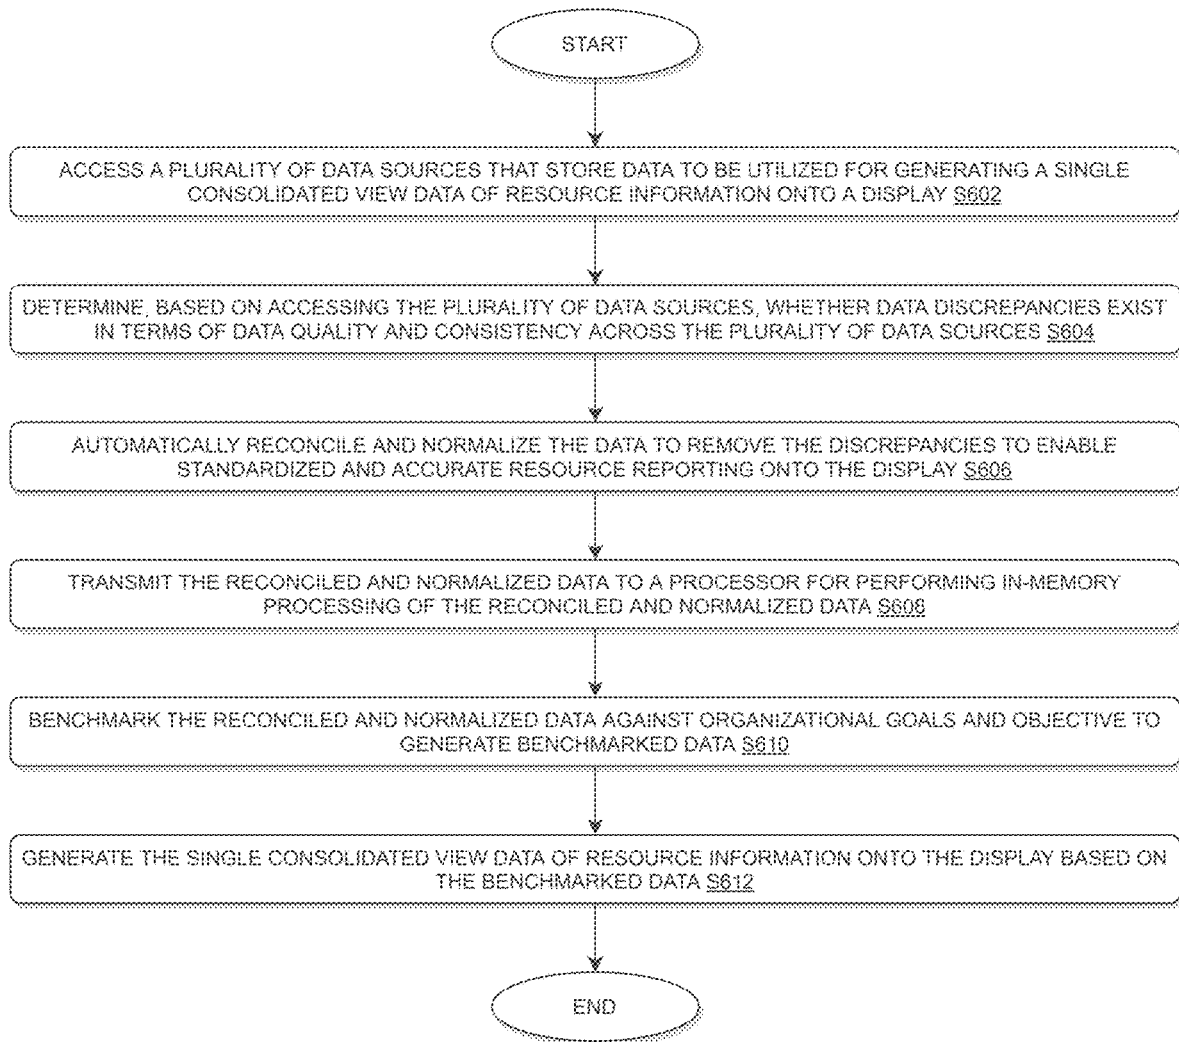 START
ACCESS A PLURALITY OF DATA SOURCES THAT STORE DATA TO BE UTILIZED FOR GENERATING A SINGLE
CONSOLIDATED VIEW DATA OF RESOURCE INFORMATION ONTO A DISPLAY S602
DETERMINE, BASED ON ACCESSING THE PLURALITY OF DATA SOURCES, WHETHER DATA DISCREPANCIES EXIST
IN TERMS OF DATA QUALITY AND CONSISTENCY ACROSS THE PLURALITY OF DATA SOURCES S604
AUTOMATICALLY RECONCILE AND NORMALIZE THE DATA TO REMOVE THE DISCREPANCIES TO ENABLE
STANDARDIZED AND ACCURATE RESOURCE REPORTING ONTO THE DISPLAY S606
TRANSMIT THE RECONCILED AND NORMALIZED DATA TO A PROCESSOR FOR PERFORMING IN-MEMORY
PROCESSING OF THE RECONCILED AND NORMALIZED DATA S608
BENCHMARK THE RECONCILED AND NORMALIZED DATA AGAINST ORGANIZATIONAL GOALS AND OBJECTIVE TO
GENERATE BENCHMARKED DATA S610
GENERATE THE SINGLE CONSOLIDATED VIEW DATA OF RESOURCE INFORMATION ONTO THE DISPLAY BASED ON
THE BENCHMARKED DATA S612
END